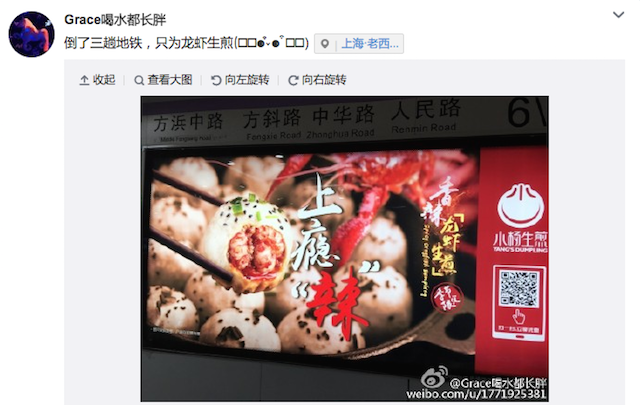 Grace喝水都长胖
倒了三趟地铁，只为龙虾生煎(□□๑ˊ͈ ˇ ๑ˋ□□) 上海·老西...
收起 查看大图 向左旋转 向右旋转
方浜中路 方斜路 中华路 人民路
Fangxie Road Zhonghua Road Renmin Road
上瘾“辣”
香辣「龙虾生煎」
小杨生煎
YANG'S DUMPLING
@Grace喝水都长胖
weibo.com/u/1771925381